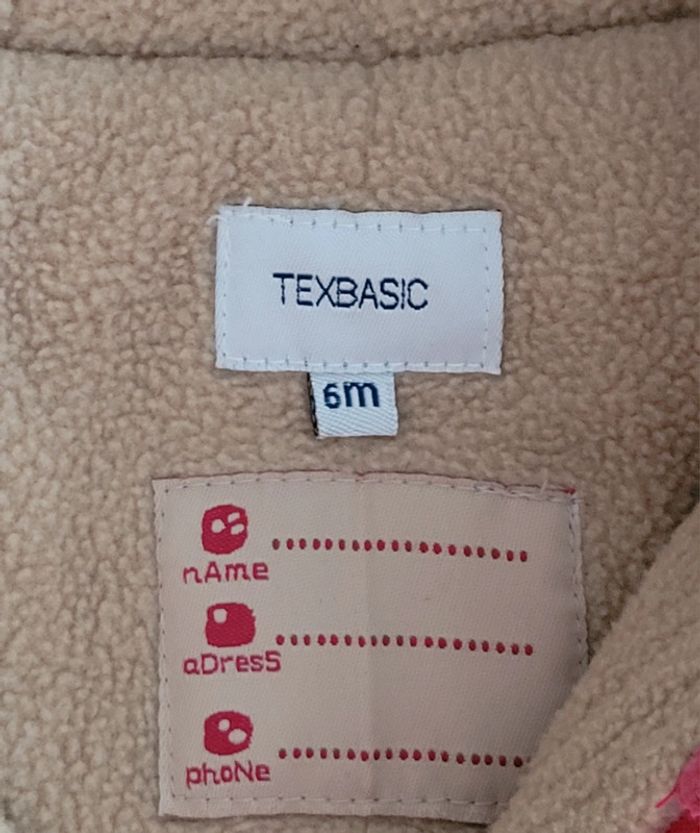 TEXBASIC
6m
nAme ....................
aDresS ....................
phoNe ....................